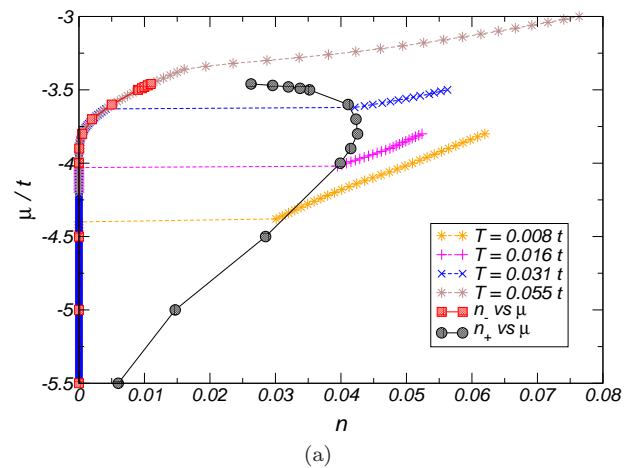 -3
-3.5
-4
-4.5
-5
-5.5
μ / t
T = 0.008 t
T = 0.016 t
T = 0.031 t
T = 0.055 t
n_- vs μ
n_+ vs μ
0 0.01 0.02 0.03 0.04 0.05 0.06 0.07 0.08
n
(a)